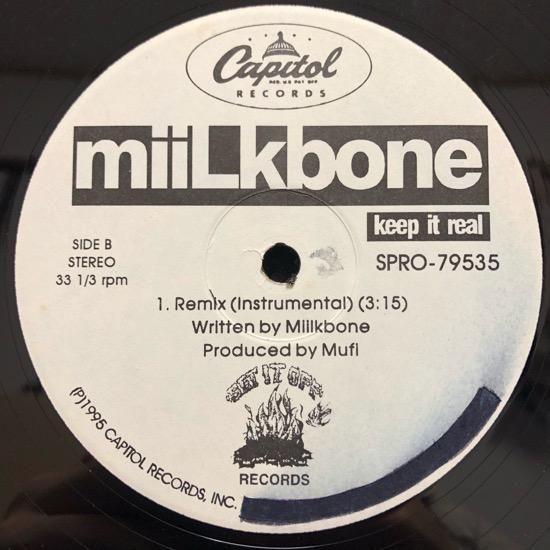 Capitol
REG. U.S. PAT. OFF.
RECORDS
miiLkbone
keep it real
SIDE B
STEREO
33 1/3 rpm
SPRO-79535
1. Remix (Instrumental) (3:15)
Written by Miilkbone
Produced by Mufi
SET IT OFF
RECORDS
(P)1995 CAPITOL RECORDS, INC.